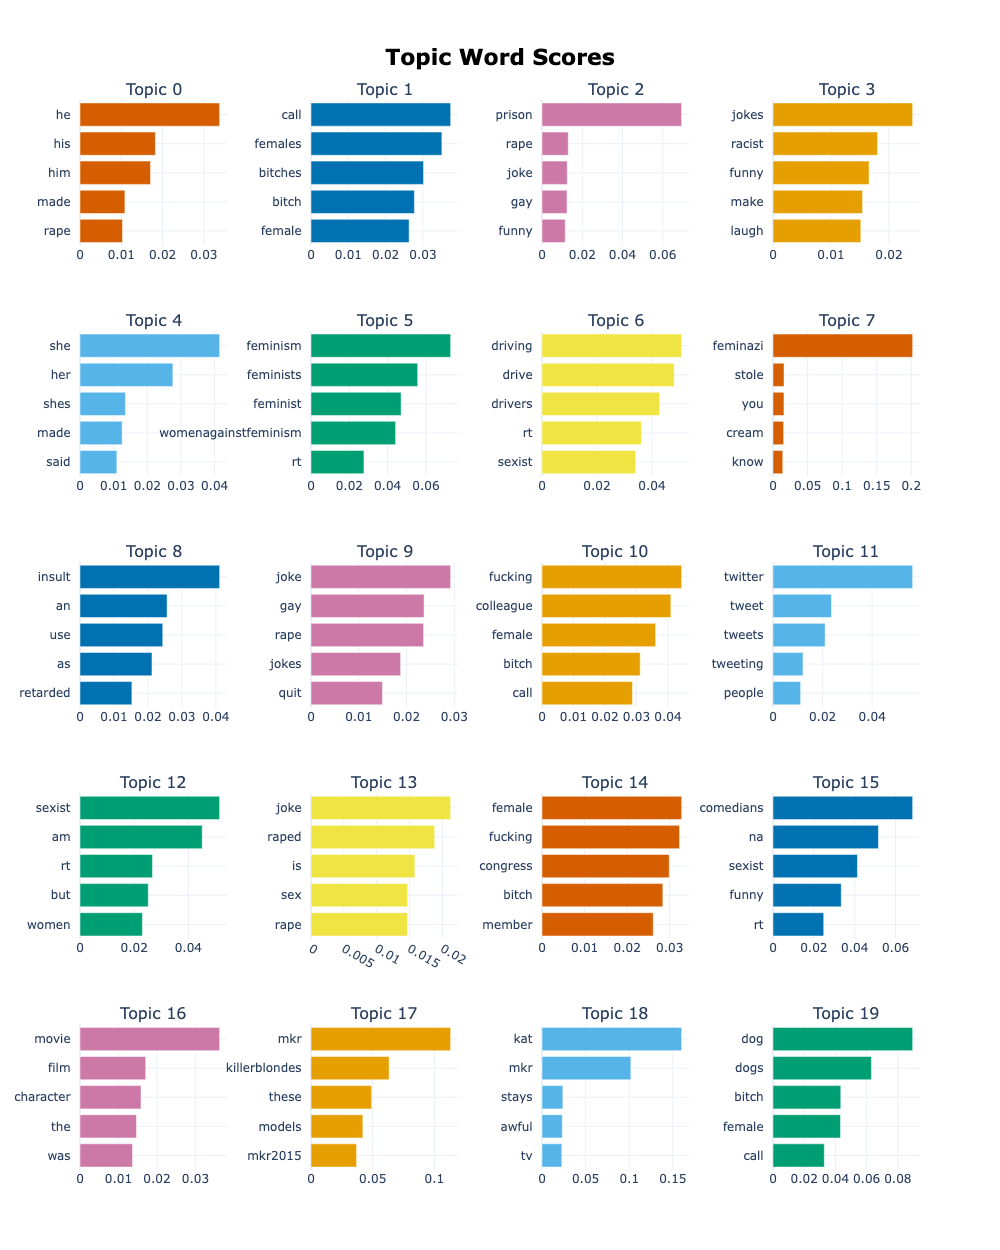 Topic Word Scores
Topic 0
he
his
him
made
rape
0 0.01 0.02 0.03
Topic 1
call
females
bitches
bitch
female
0 0.01 0.02 0.03
Topic 2
prison
rape
joke
gay
funny
0 0.02 0.04 0.06
Topic 3
jokes
racist
funny
make
laugh
0 0.01 0.02
Topic 4
she
her
shes
made
said
0 0.01 0.02 0.03 0.04
Topic 5
feminism
feminists
feminist
womenagainstfeminism
rt
0 0.02 0.04 0.06
Topic 6
driving
drive
drivers
rt
sexist
0 0.02 0.04
Topic 7
feminazi
stole
you
cream
know
0 0.05 0.1 0.15 0.2
Topic 8
insult
an
use
as
retarded
0 0.01 0.02 0.03 0.04
Topic 9
joke
gay
rape
jokes
quit
0 0.01 0.02 0.03
Topic 10
fucking
colleague
female
bitch
call
0 0.01 0.02 0.03 0.04
Topic 11
twitter
tweet
tweets
tweeting
people
0 0.02 0.04
Topic 12
sexist
am
rt
but
women
0 0.02 0.04
Topic 13
joke
raped
is
sex
rape
0 0.005 0.01 0.015 0.02
Topic 14
female
fucking
congress
bitch
member
0 0.01 0.02 0.03
Topic 15
comedians
na
sexist
funny
rt
0 0.02 0.04 0.06
Topic 16
movie
film
character
the
was
0 0.01 0.02 0.03
Topic 17
mkr
killerblondes
these
models
mkr2015
0 0.05 0.1
Topic 18
kat
mkr
stays
awful
tv
0 0.05 0.1 0.15
Topic 19
dog
dogs
bitch
female
call
0 0.02 0.04 0.06 0.08